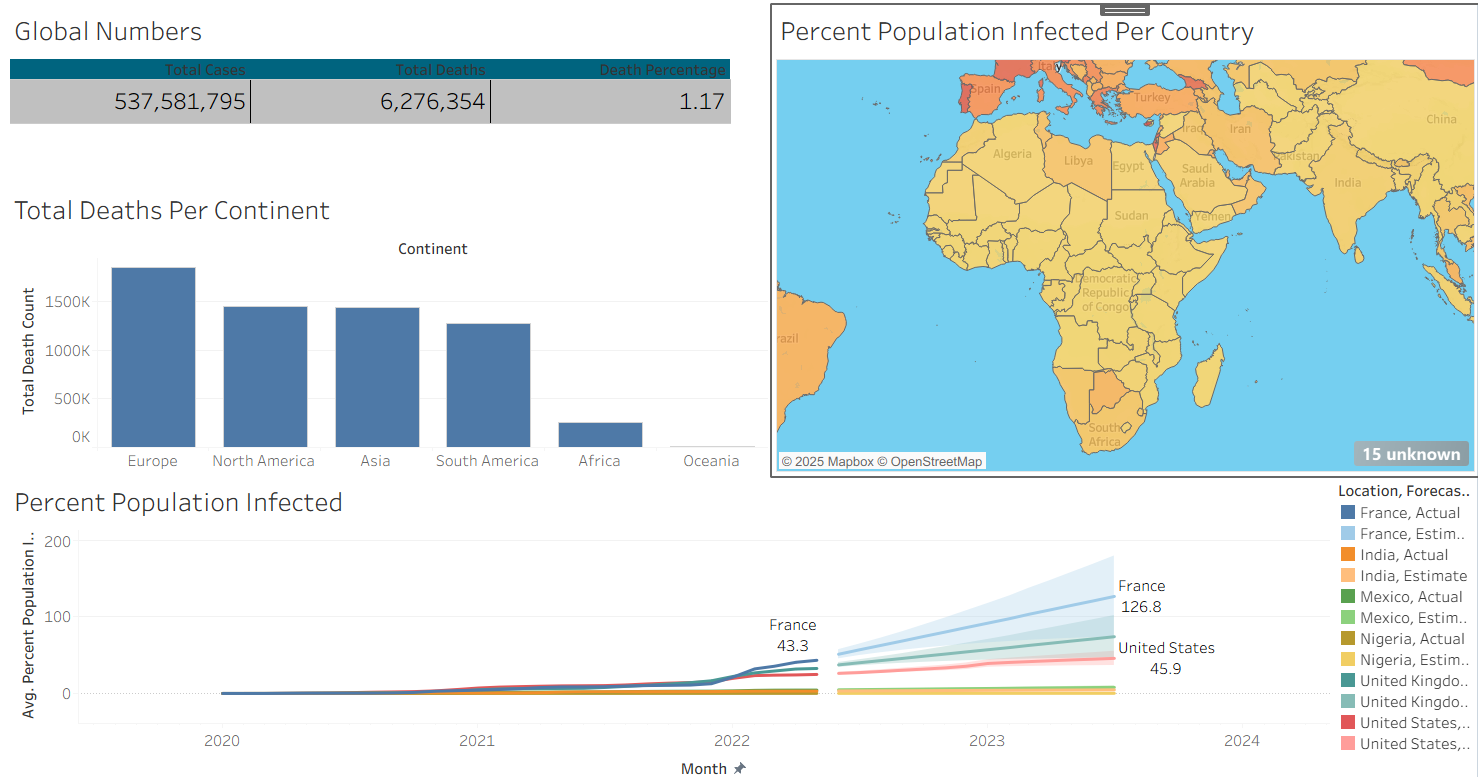 Global Numbers
Total Cases Total Deaths Death Percentage
537,581,795 6,276,354 1.17
Total Deaths Per Continent
Continent
Total Death Count
1500K
1000K
500K
0K
Europe North America Asia South America Africa Oceania
Percent Population Infected Per Country
Italy
Spain
Turkey
Algeria
Libya
Egypt
Iraq
Iran
Pakistan
China
Saudi
Arabia
India
Sudan
Yemen
Democratic
Republic
of Congo
razil
South
Africa
© 2025 Mapbox © OpenStreetMap
15 unknown
Percent Population Infected
Avg. Percent Population I..
200
100
0
France
43.3
France
126.8
United States
45.9
2020 2021 2022 2023 2024
Month
Location, Forecas..
France, Actual
France, Estim..
India, Actual
India, Estimate
Mexico, Actual
Mexico, Estim..
Nigeria, Actual
Nigeria, Estim..
United Kingdo..
United Kingdo..
United States,..
United States,..